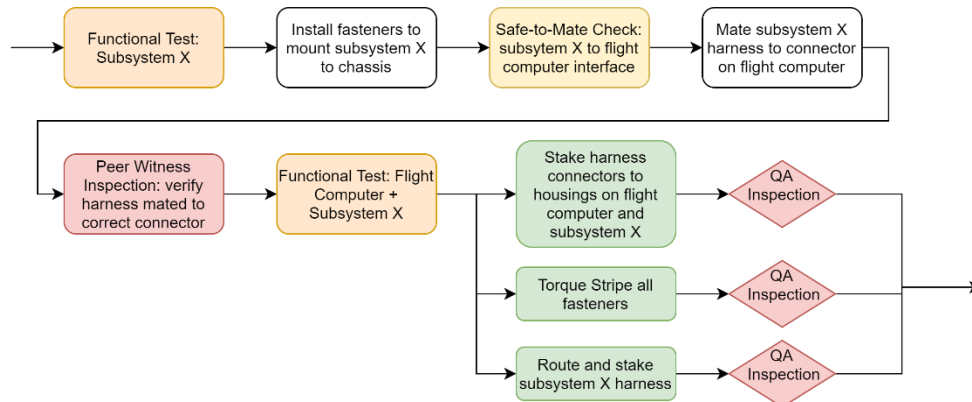 Functional Test:
Subsystem X
Install fasteners to
mount subsystem X
to chassis
Safe-to-Mate Check:
subsytem X to flight
computer interface
Mate subsystem X
harness to connector
on flight computer
Peer Witness
Inspection: verify
harness mated to
correct connector
Functional Test: Flight
Computer +
Subsystem X
Stake harness
connectors to
housings on flight
computer and
subsystem X
QA
Inspection
Torque Stripe all
fasteners
QA
Inspection
Route and stake
subsystem X harness
QA
Inspection